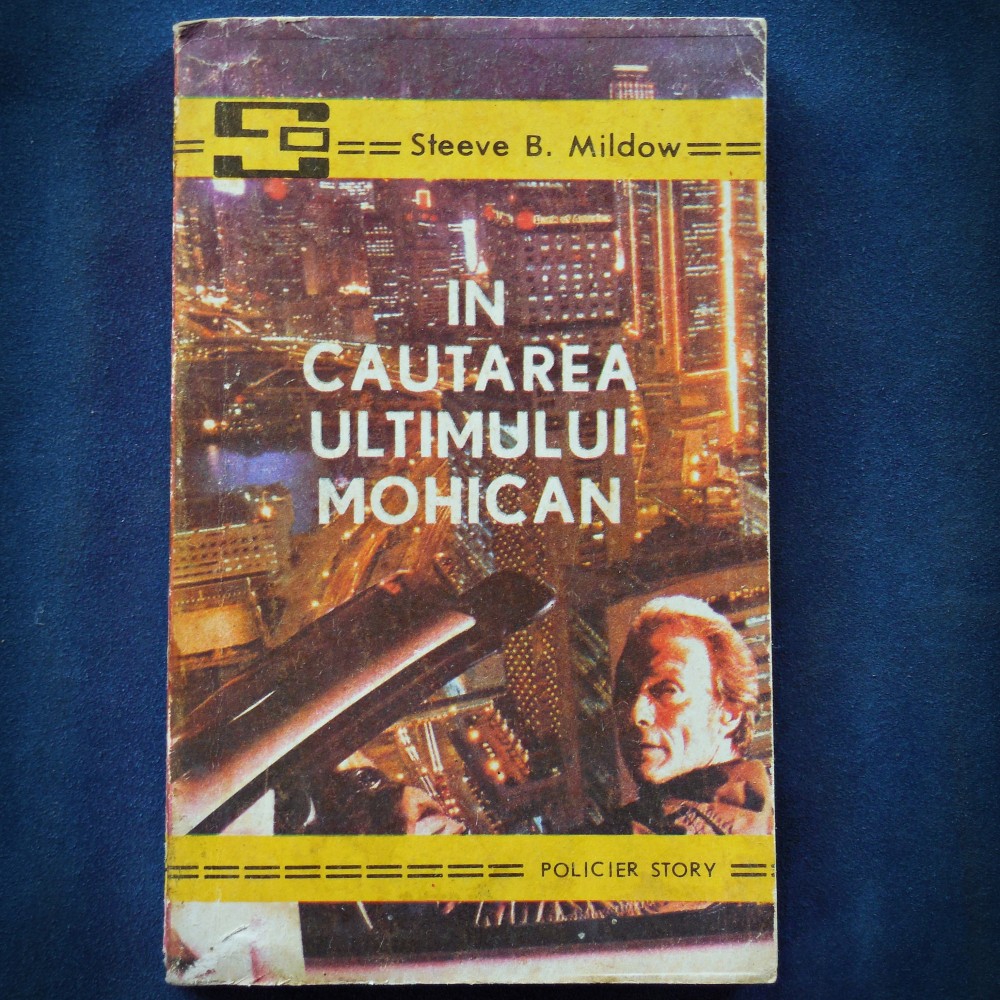 Steeve B. Mildow
IN
CAUTAREA
ULTIMULUI
MOHICAN
POLICIER STORY